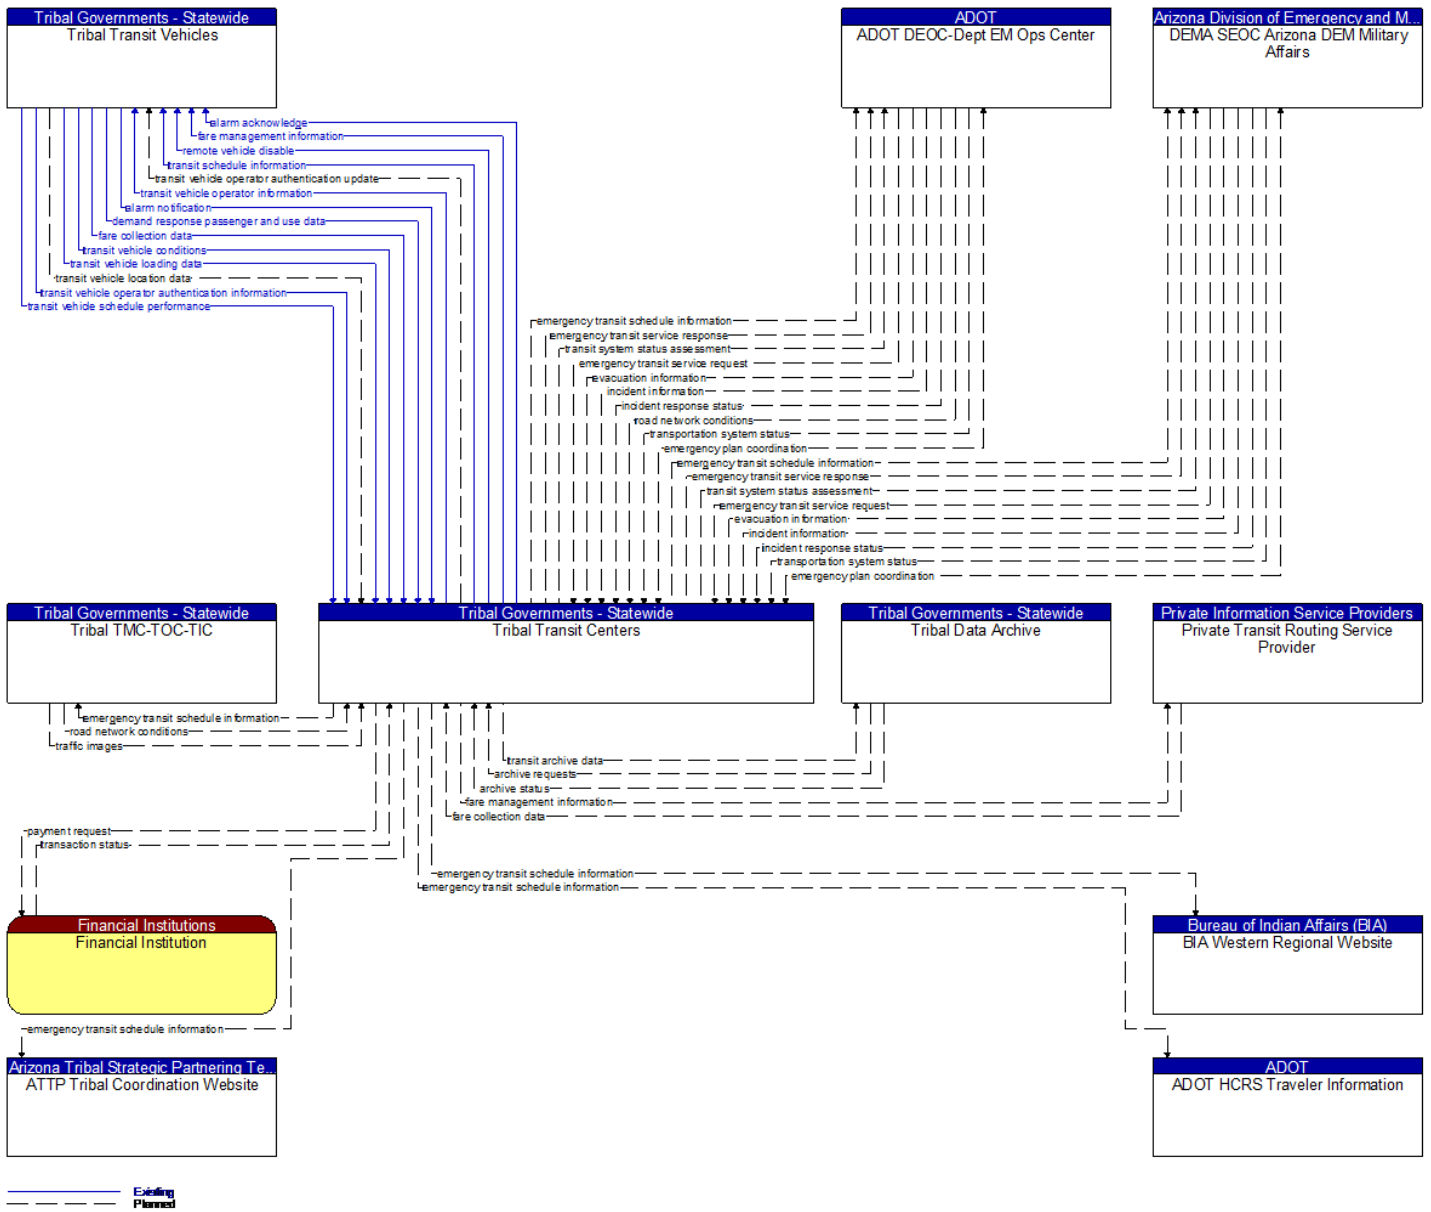 Tribal Governments - Statewide
Tribal Transit Vehicles
ADOT
ADOT DEOC-Dept EM Ops Center
Arizona Division of Emergency and M...
DEMA SEOC Arizona DEM Military
Affairs
alarm acknowledge
fare management information
remote vehicle disable
transit schedule information
transit vehicle operator authentication update
transit vehicle operator information
alarm notification
demand response passenger and use data
fare collection data
transit vehicle conditions
transit vehicle loading data
transit vehicle location data
transit vehicle operator authentication information
transit vehicle schedule performance
emergency transit schedule information
emergency transit service response
transit system status assessment
emergency transit service request
evacuation information
incident information
incident response status
road network conditions
transportation system status
emergency plan coordination
emergency transit schedule information
emergency transit service response
transit system status assessment
emergency transit service request
evacuation information
incident information
incident response status
transportation system status
emergency plan coordination
Tribal Governments - Statewide
Tribal TMC-TOC-TIC
Tribal Governments - Statewide
Tribal Transit Centers
Tribal Governments - Statewide
Tribal Data Archive
Private Information Service Providers
Private Transit Routing Service
Provider
emergency transit schedule information
road network conditions
traffic images
transit archive data
archive requests
archive status
fare management information
fare collection data
payment request
transaction status
emergency transit schedule information
emergency transit schedule information
Financial Institutions
Financial Institution
Bureau of Indian Affairs (BIA)
BIA Western Regional Website
emergency transit schedule information
Arizona Tribal Strategic Partnering Te...
ATTP Tribal Coordination Website
ADOT
ADOT HCRS Traveler Information
Existing
Planned